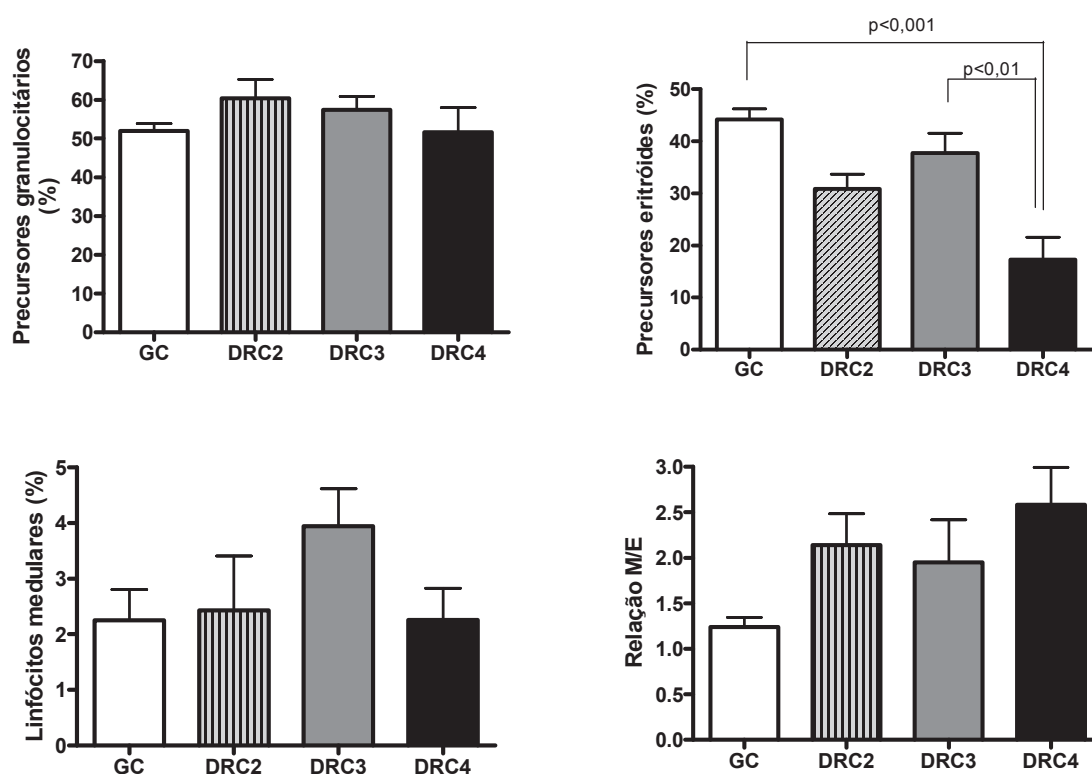 Precursores granulocitários
(%)
70
60
50
40
30
20
10
0
GC DRC2 DRC3 DRC4
p<0,001
p<0,01
Precursores eritróides (%)
50
40
30
20
10
0
GC DRC2 DRC3 DRC4
Linfócitos medulares (%)
5
4
3
2
1
0
GC DRC2 DRC3 DRC4
Relação M/E
3.0
2.5
2.0
1.5
1.0
0.5
0.0
GC DRC2 DRC3 DRC4